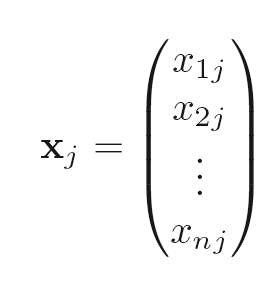 x_j = ( x_{1j}
x_{2j}
⋮
x_{nj} )